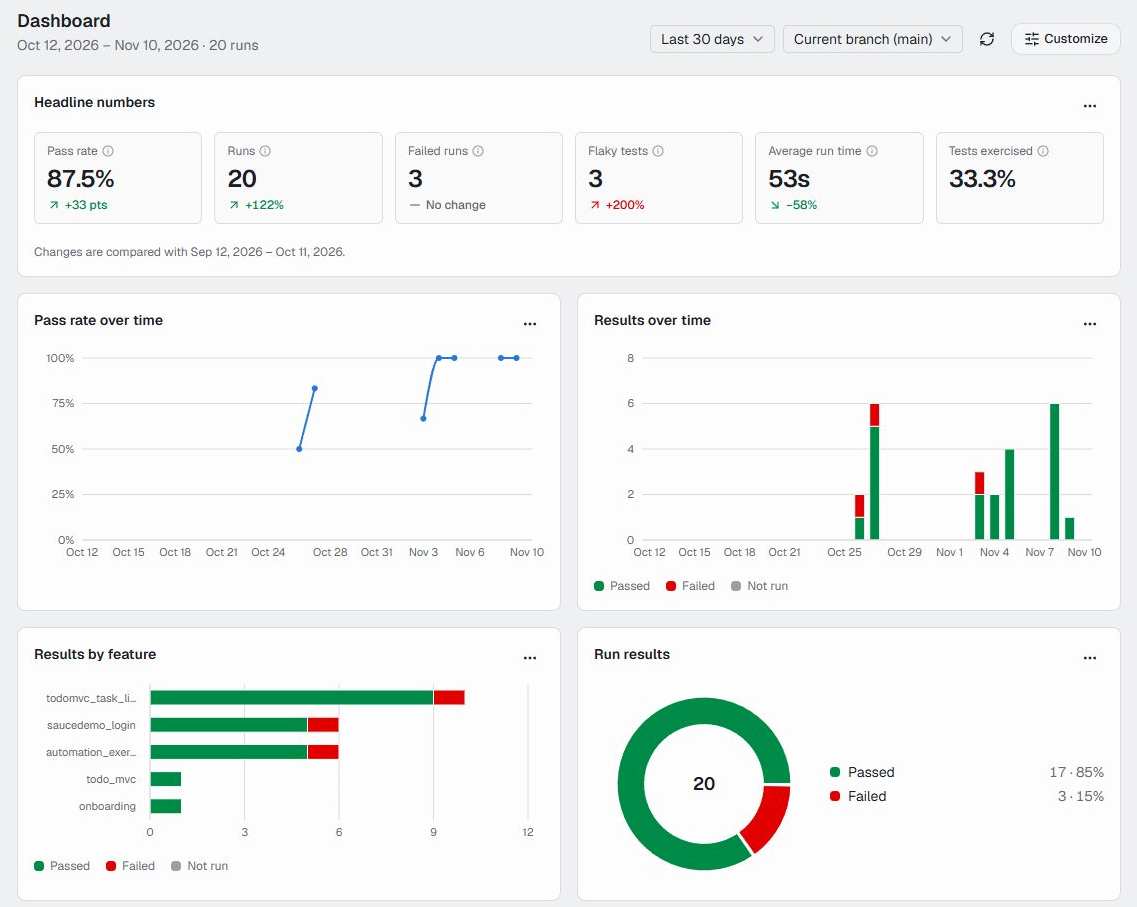 Dashboard
Oct 12, 2026 – Nov 10, 2026 · 20 runs
Last 30 days
Current branch (main)
Customize
Headline numbers
Pass rate
87.5%
+33 pts
Runs
20
+122%
Failed runs
3
No change
Flaky tests
3
+200%
Average run time
53s
−58%
Tests exercised
33.3%
Changes are compared with Sep 12, 2026 – Oct 11, 2026.
Pass rate over time
100%
75%
50%
25%
0%
Oct 12 Oct 15 Oct 18 Oct 21 Oct 24 Oct 28 Oct 31 Nov 3 Nov 6 Nov 10
Results over time
8
6
4
2
0
Oct 12 Oct 15 Oct 18 Oct 21 Oct 25 Oct 29 Nov 1 Nov 4 Nov 7 Nov 10
Passed Failed Not run
Results by feature
todomvc_task_li…
saucedemo_login
automation_exer…
todo_mvc
onboarding
0 3 6 9 12
Passed Failed Not run
Run results
20
Passed 17 · 85%
Failed 3 · 15%